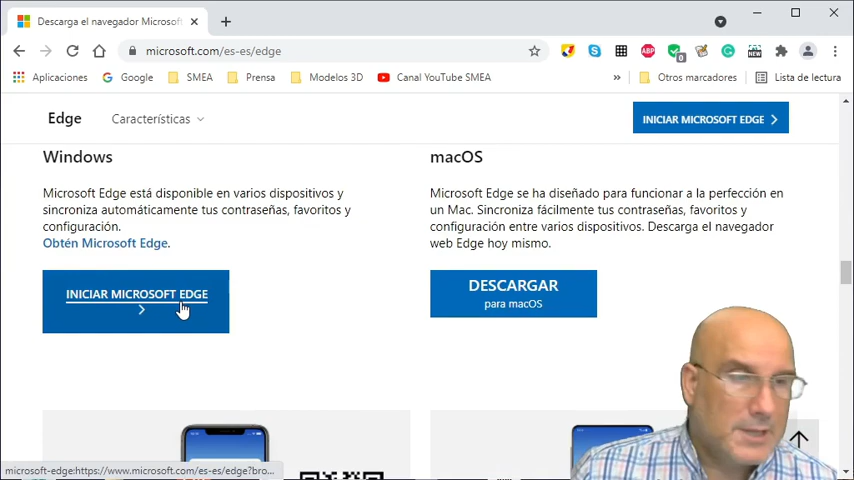 Descarga el navegador Microsoft
microsoft.com/es-es/edge
Aplicaciones
Google
SMEA
Prensa
Modelos 3D
Canal YouTube SMEA
»
Otros marcadores
Lista de lectura
Edge
Características
INICIAR MICROSOFT EDGE
Windows
Microsoft Edge está disponible en varios dispositivos y
sincroniza automáticamente tus contraseñas, favoritos y
configuración.
Obtén Microsoft Edge.
INICIAR MICROSOFT EDGE
macOS
Microsoft Edge se ha diseñado para funcionar a la perfección en
un Mac. Sincroniza fácilmente tus contraseñas, favoritos y
configuración entre varios dispositivos. Descarga el navegador
web Edge hoy mismo.
DESCARGAR
para macOS
microsoft-edge:https://www.microsoft.com/es-es/edge?bro...
ABP
0
NEW